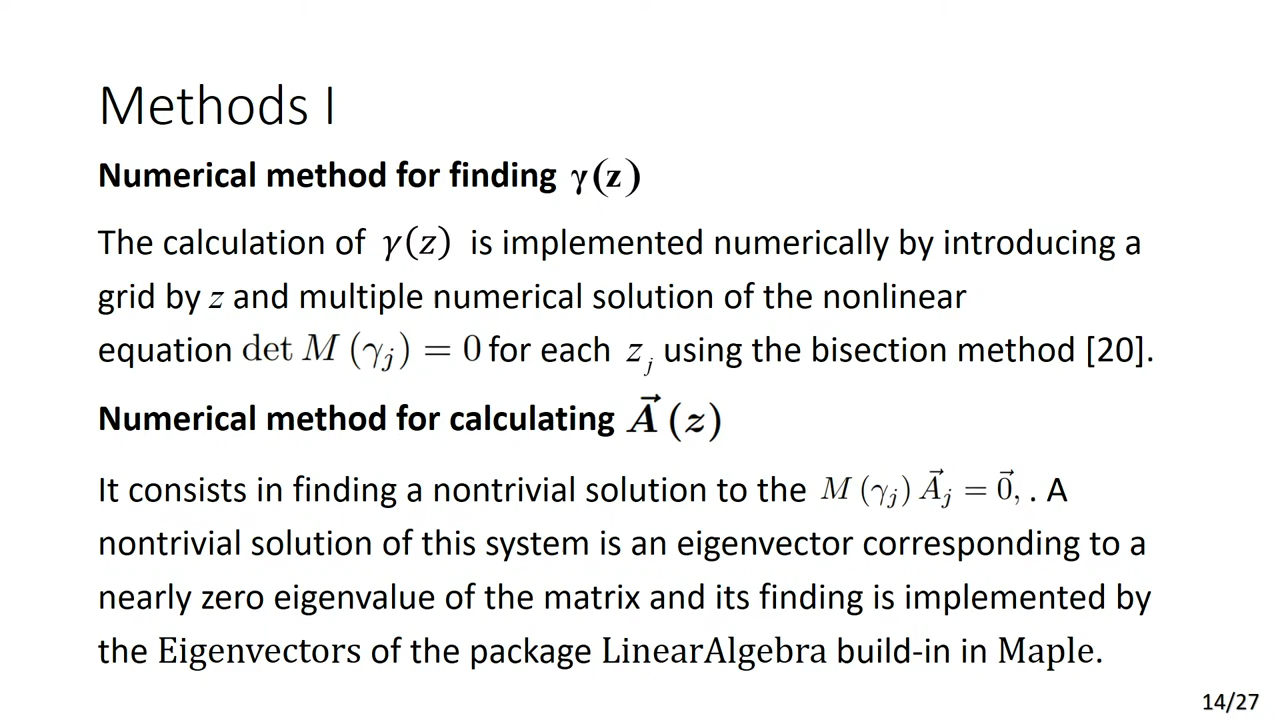 Methods I
Numerical method for finding γ(z)
The calculation of γ(z) is implemented numerically by introducing a
grid by z and multiple numerical solution of the nonlinear
equation det M (γⱼ) = 0 for each zⱼ using the bisection method [20].
Numerical method for calculating A⃗ (z)
It consists in finding a nontrivial solution to the M (γⱼ) A⃗ⱼ = 0⃗, . A
nontrivial solution of this system is an eigenvector corresponding to a
nearly zero eigenvalue of the matrix and its finding is implemented by
the Eigenvectors of the package LinearAlgebra build-in in Maple.
14/27